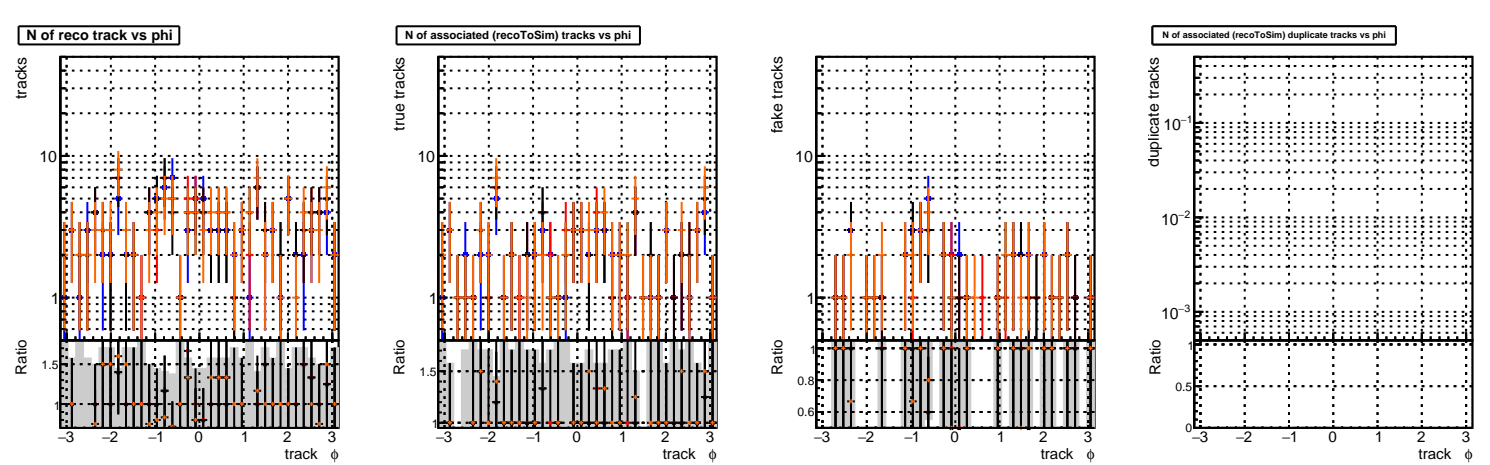 N of reco track vs phi
tracks
10
1
Ratio
1.5
1
−3 −2 −1 0 1 2 3
track ϕ
N of associated (recoToSim) tracks vs phi
true tracks
10
1
Ratio
1.5
1
−3 −2 −1 0 1 2 3
track ϕ
fake tracks
10
1
Ratio
1
0.8
0.6
−3 −2 −1 0 1 2 3
track ϕ
N of associated (recoToSim) duplicate tracks vs phi
duplicate tracks
10−1
10−2
10−3
Ratio
1
0.5
0
−3 −2 −1 0 1 2 3
track ϕ